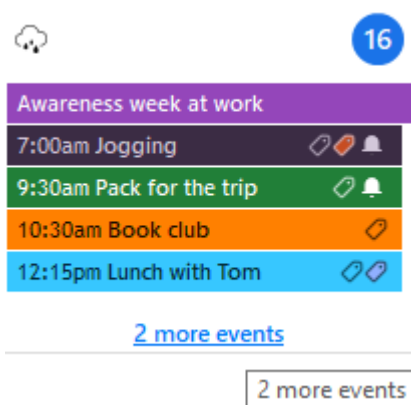 16
Awareness week at work
7:00am Jogging
9:30am Pack for the trip
10:30am Book club
12:15pm Lunch with Tom
2 more events
2 more events